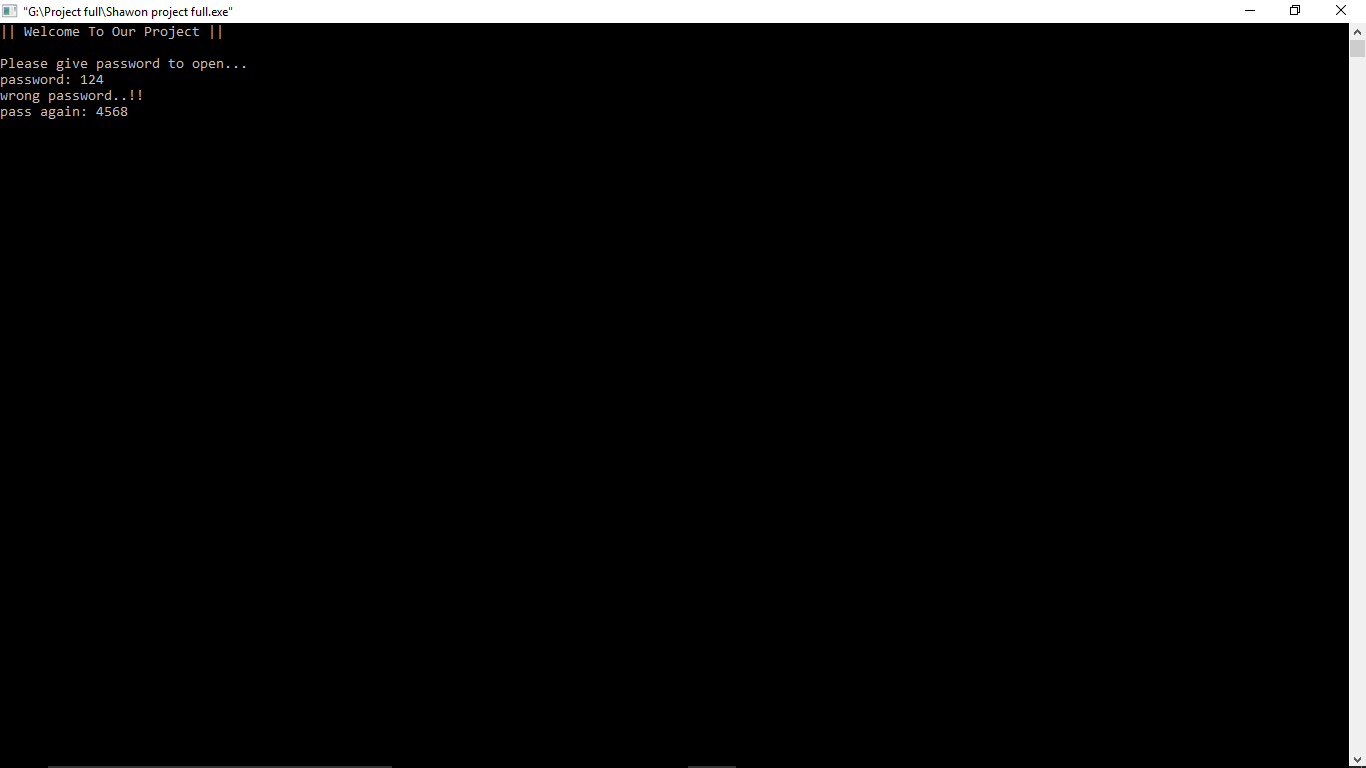 "G:\Project full\Shawon project full.exe"
|| Welcome To Our Project ||
Please give password to open...
password: 124
wrong password..!!
pass again: 4568